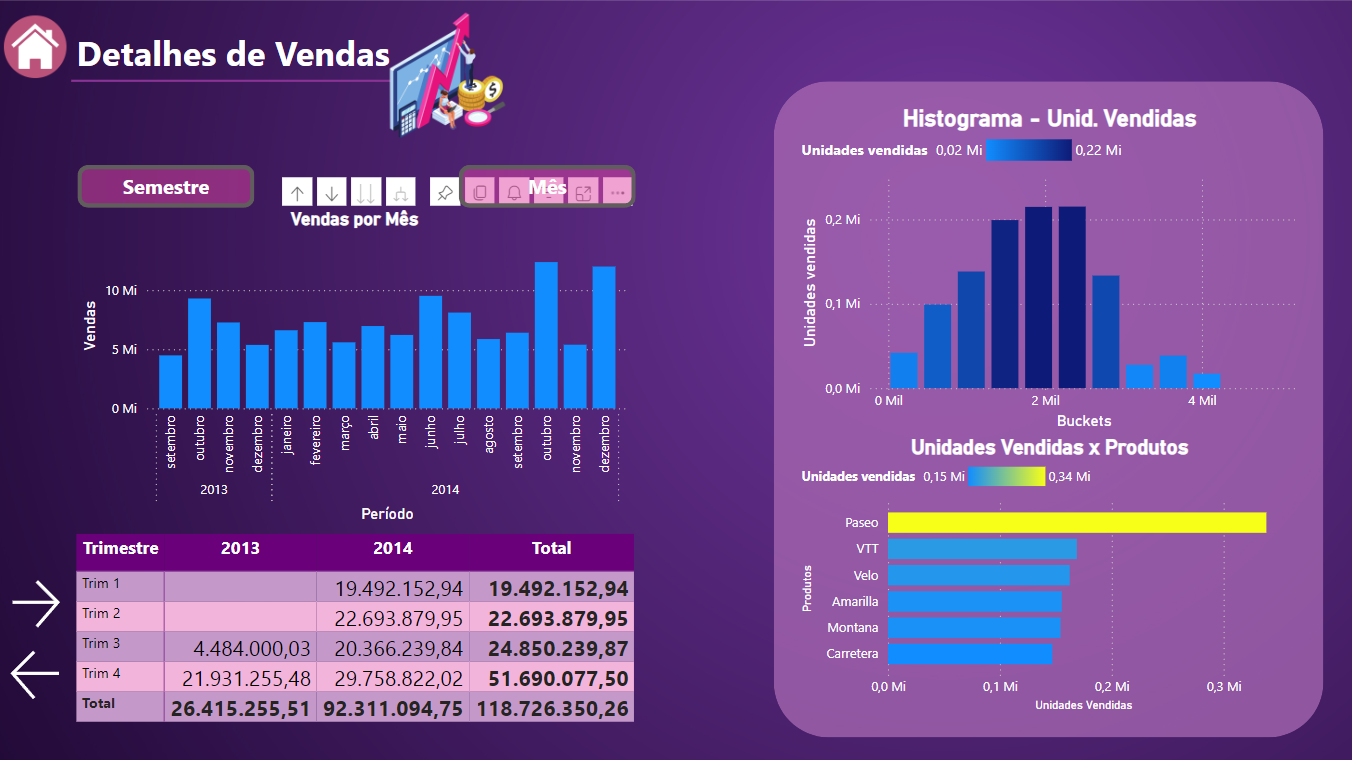 Detalhes de Vendas
Semestre
Mês
Vendas por Mês
Vendas
10 Mi
5 Mi
0 Mi
setembro
outubro
novembro
dezembro
janeiro
fevereiro
março
abril
maio
junho
julho
agosto
setembro
outubro
novembro
dezembro
2013
2014
Período
Trimestre 2013 2014 Total
Trim 1 19.492.152,94 19.492.152,94
Trim 2 22.693.879,95 22.693.879,95
Trim 3 4.484.000,03 20.366.239,84 24.850.239,87
Trim 4 21.931.255,48 29.758.822,02 51.690.077,50
Total 26.415.255,51 92.311.094,75 118.726.350,26
Histograma - Unid. Vendidas
Unidades vendidas 0,02 Mi 0,22 Mi
Unidades vendidas
0,2 Mi
0,1 Mi
0,0 Mi
0 Mil 2 Mil 4 Mil
Buckets
Unidades Vendidas x Produtos
Unidades vendidas 0,15 Mi 0,34 Mi
Produtos
Paseo
VTT
Velo
Amarilla
Montana
Carretera
0,0 Mi 0,1 Mi 0,2 Mi 0,3 Mi
Unidades Vendidas